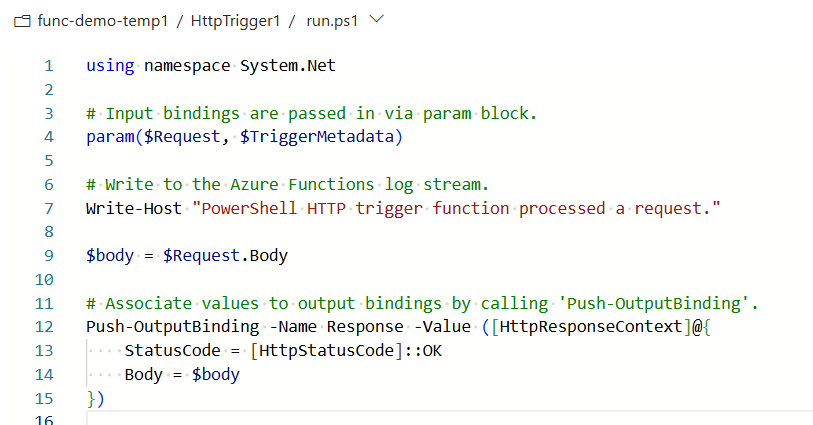 func-demo-temp1 / HttpTrigger1 / run.ps1
1 using namespace System.Net
2
3 # Input bindings are passed in via param block.
4 param($Request, $TriggerMetadata)
5
6 # Write to the Azure Functions log stream.
7 Write-Host "PowerShell HTTP trigger function processed a request."
8
9 $body = $Request.Body
10
11 # Associate values to output bindings by calling 'Push-OutputBinding'.
12 Push-OutputBinding -Name Response -Value ([HttpResponseContext]@{
13     StatusCode = [HttpStatusCode]::OK
14     Body = $body
15 })
16